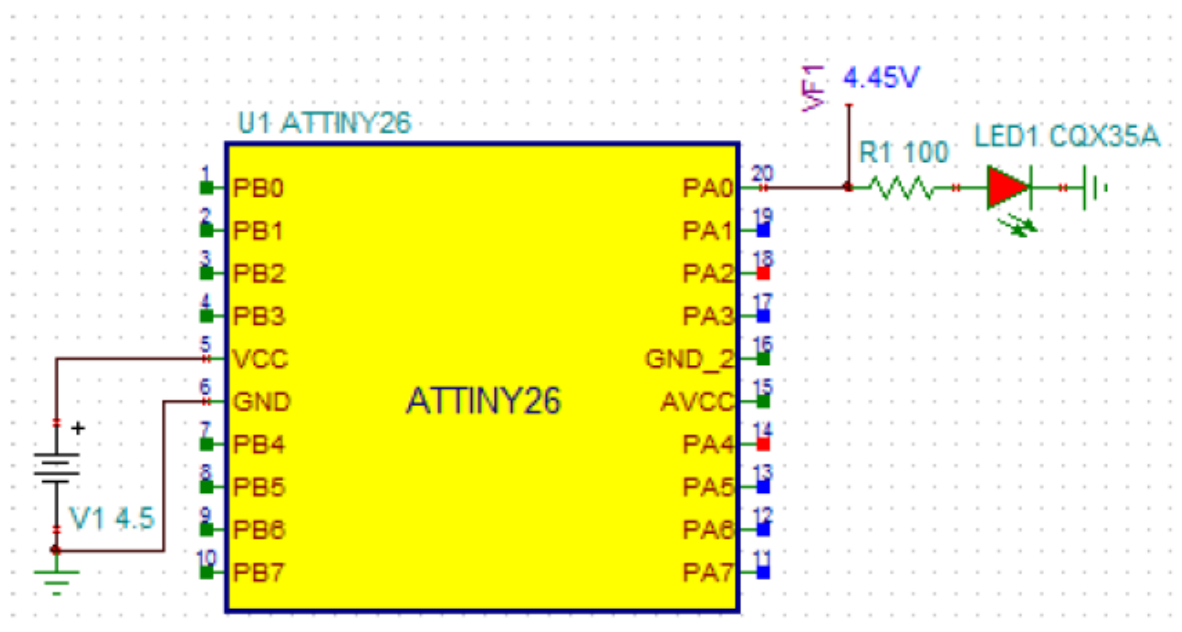 VF1 4.45V
U1 ATTINY26
LED1 CQX35A
R1 100
1 PB0 PA0 20
2 PB1 PA1 19
3 PB2 PA2 18
4 PB3 PA3 17
5 VCC GND_2 16
6 GND ATTINY26 AVCC 15
7 PB4 PA4 14
8 PB5 PA5 13
9 PB6 PA6 12
10 PB7 PA7 11
+
V1 4.5